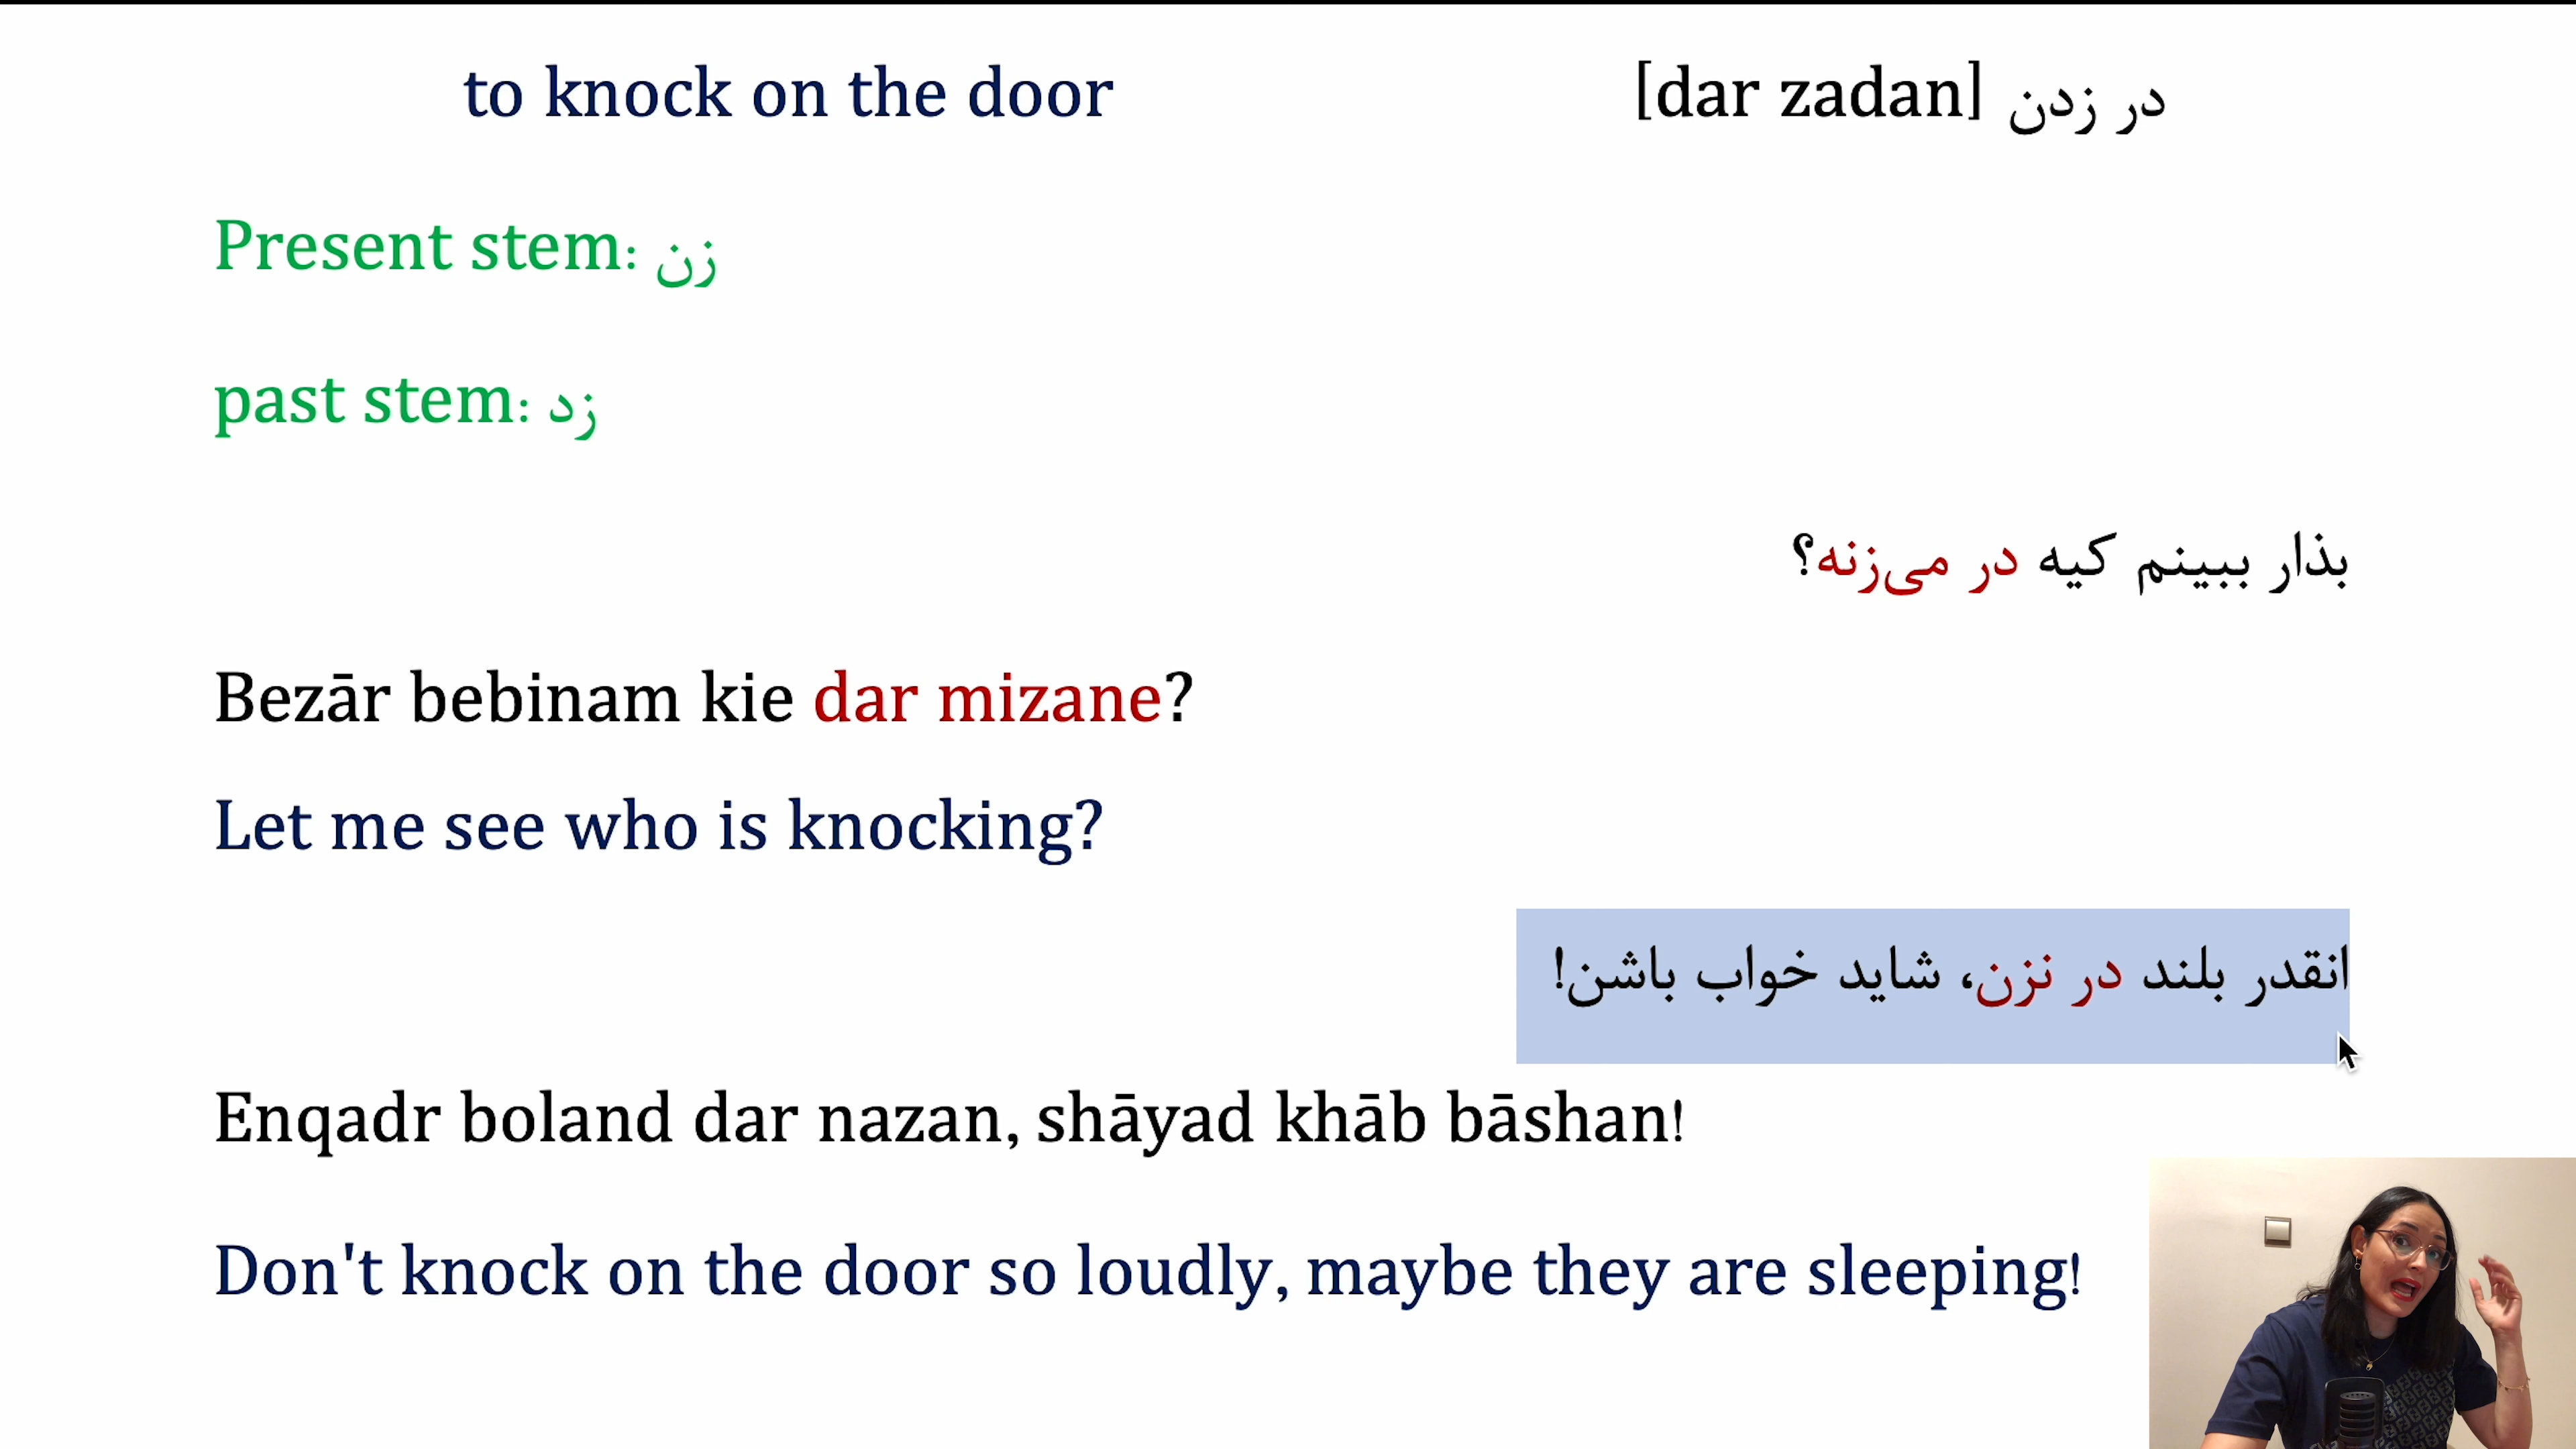 to knock on the door
در زدن [dar zadan]
Present stem: زن
past stem: زد
بذار ببینم کیه در می‌زنه؟
Bezār bebinam kie dar mizane?
Let me see who is knocking?
انقدر بلند در نزن، شاید خواب باشن!
Enqadr boland dar nazan, shāyad khāb bāshan!
Don't knock on the door so loudly, maybe they are sleeping!